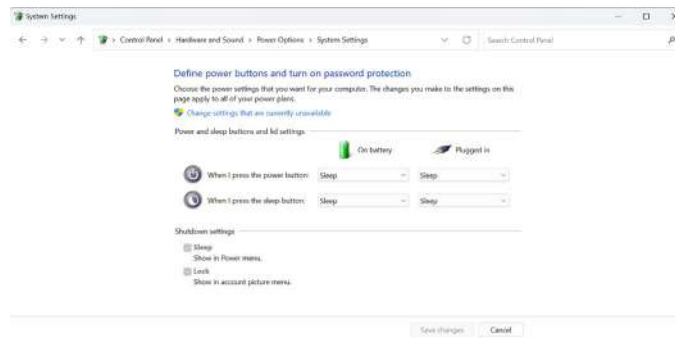 System Settings
Control Panel > Hardware and Sound > Power Options > System Settings
Search Control Panel
Define power buttons and turn on password protection
Choose the power settings that you want for your computer. The changes you make to the settings on this
page apply to all of your power plans.
Change settings that are currently unavailable
Power and sleep buttons and lid settings
On battery
Plugged in
When I press the power button: Sleep Sleep
When I press the sleep button: Sleep Sleep
Shutdown settings
Sleep
Show in Power menu.
Lock
Show in account picture menu.
Save changes Cancel